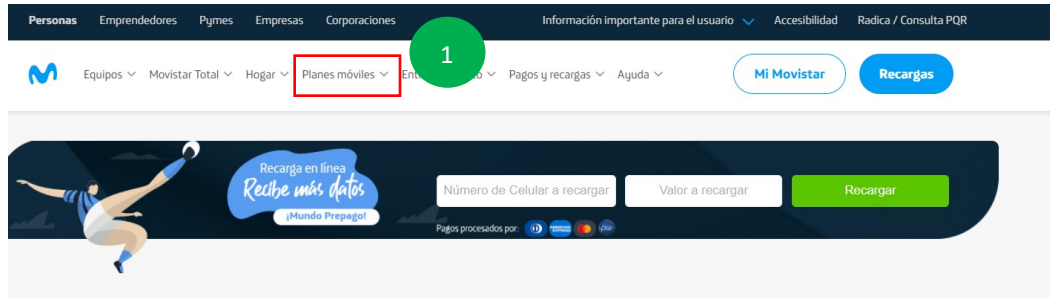 Personas Emprendedores Pymes Empresas Corporaciones Información importante para el usuario Accesibilidad Radica / Consulta PQR
1
Equipos Movistar Total Hogar Planes móviles Pagos y recargas Ayuda Mi Movistar Recargas
Recarga en línea
Recibe más datos
¡Mundo Prepago!
Número de Celular a recargar Valor a recargar Recargar
Pagos procesados por: